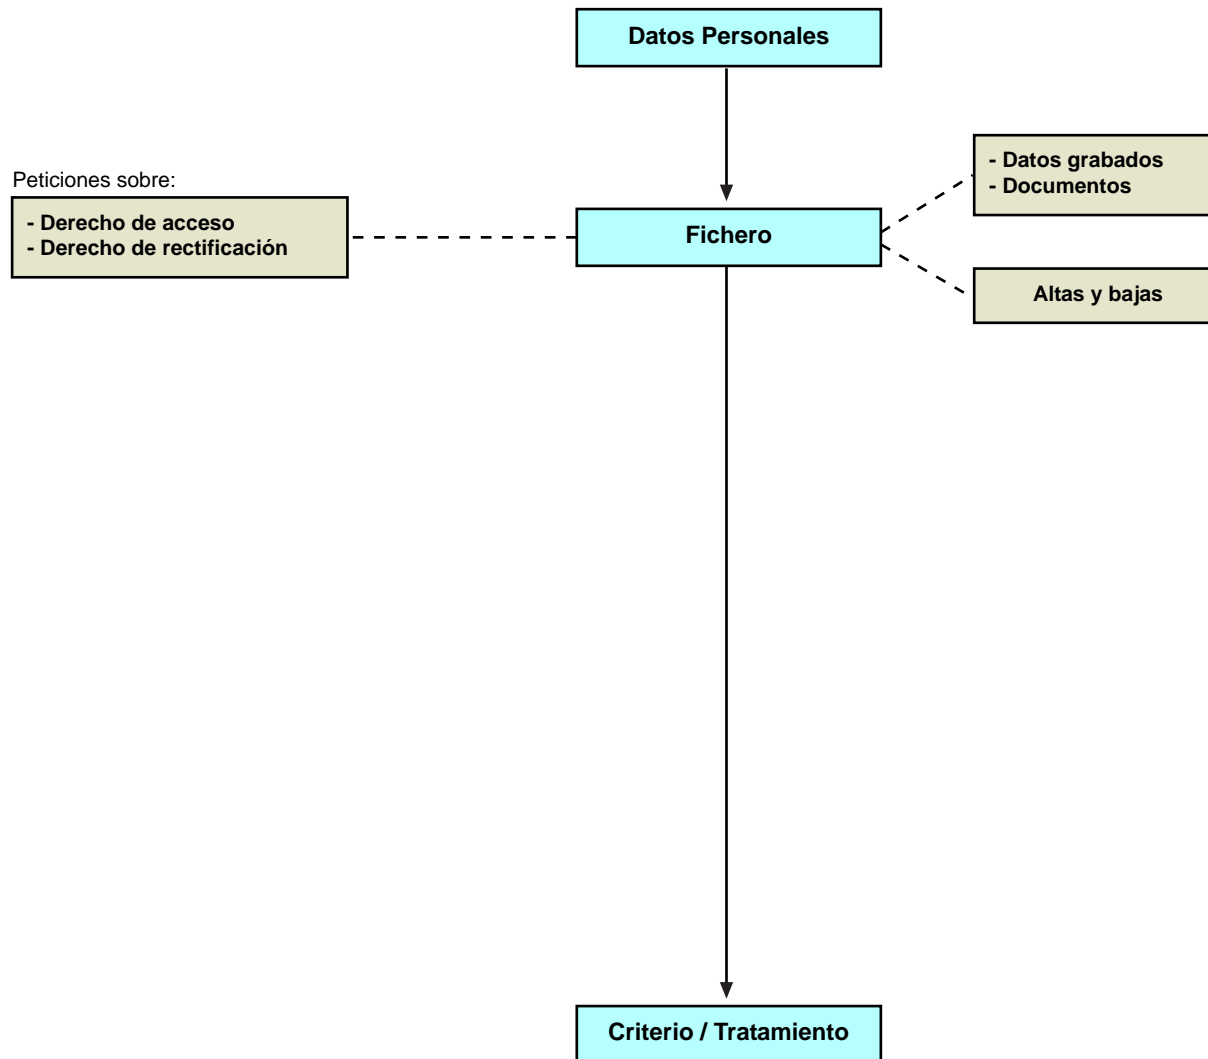 Datos Personales
- Datos grabados
- Documentos
Peticiones sobre:
- Derecho de acceso
- Derecho de rectificación
Fichero
Altas y bajas
Criterio / Tratamiento